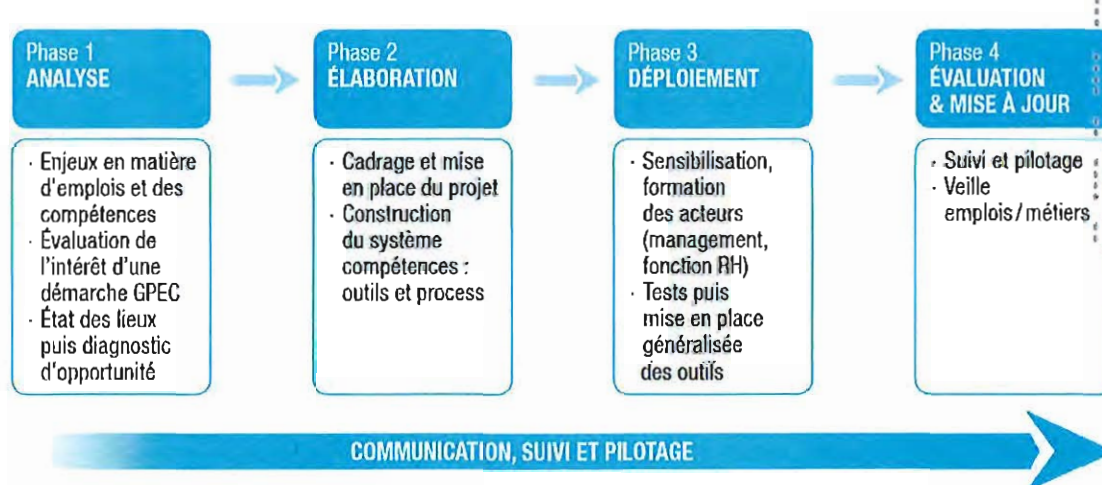 Phase 1
ANALYSE
· Enjeux en matière
d'emplois et des
compétences
· Évaluation de
l'intérêt d'une
démarche GPEC
· État des lieux
puis diagnostic
d'opportunité
Phase 2
ÉLABORATION
· Cadrage et mise
en place du projet
· Construction
du système
compétences :
outils et process
Phase 3
DÉPLOIEMENT
· Sensibilisation,
formation
des acteurs
(management,
fonction RH)
· Tests puis
mise en place
généralisée
des outils
Phase 4
ÉVALUATION
& MISE À JOUR
· Suivi et pilotage
· Veille
emplois / métiers
COMMUNICATION, SUIVI ET PILOTAGE